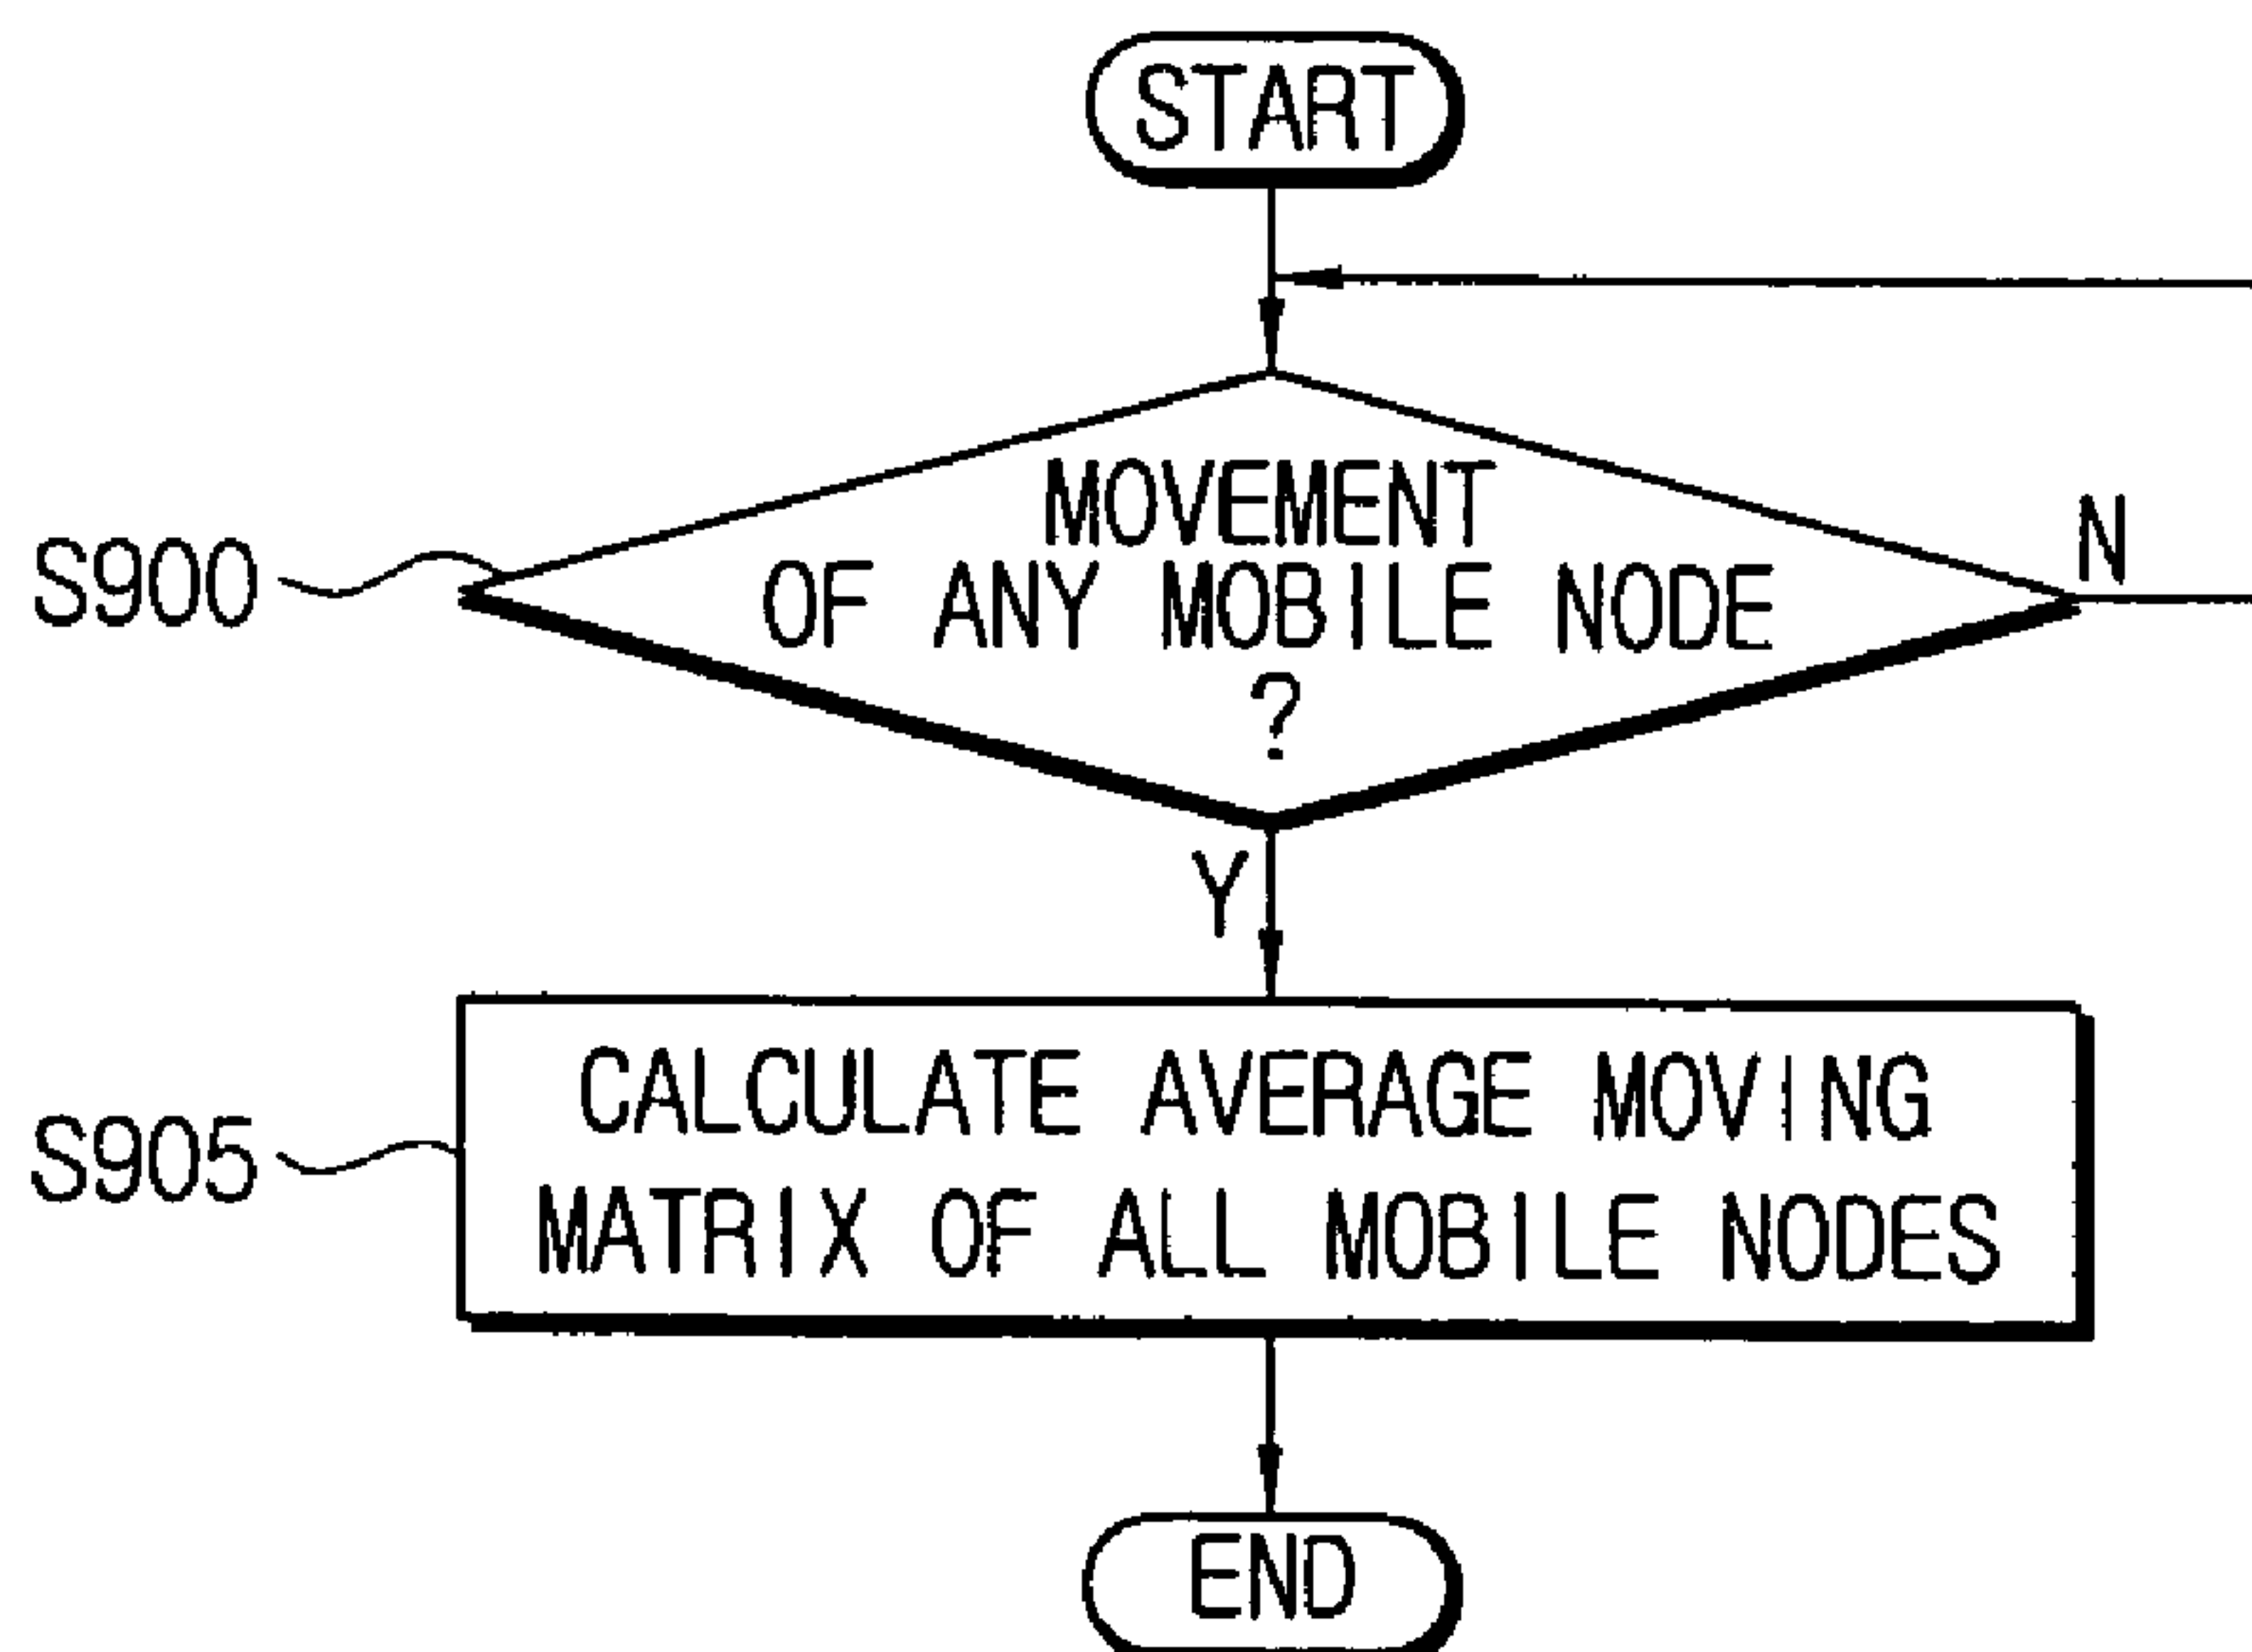 START
MOVEMENT
OF ANY MOBILE NODE
?
N
S900
Y
CALCULATE AVERAGE MOVING
MATRIX OF ALL MOBILE NODES
S905
END